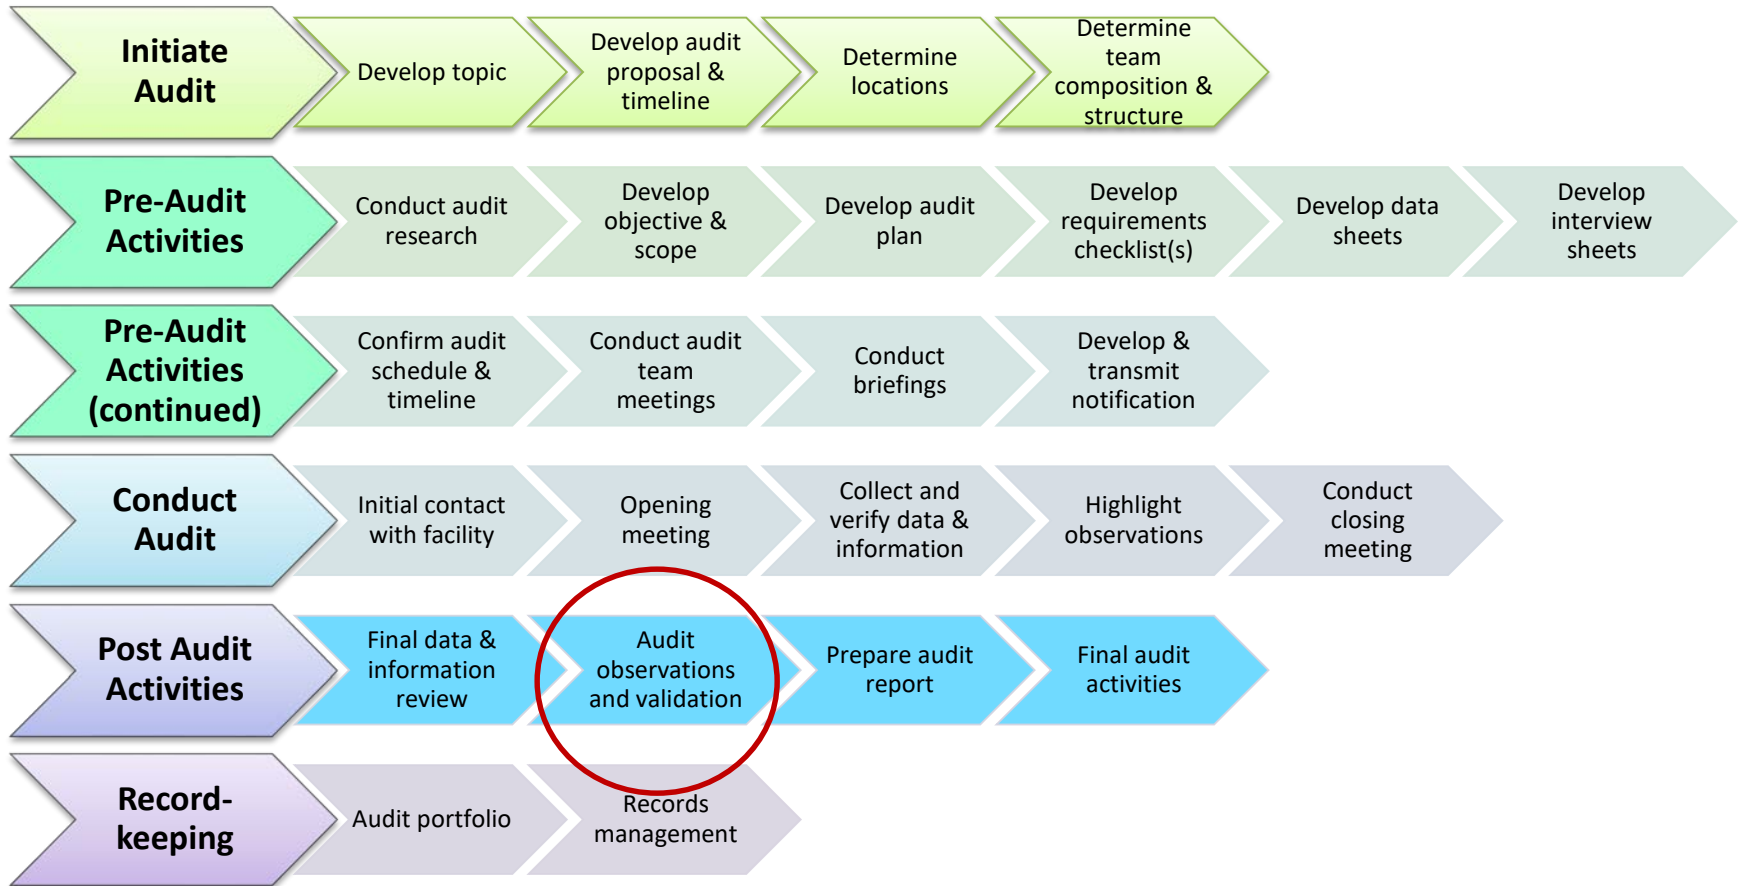 Initiate
Audit
Develop topic
Develop audit
proposal &
timeline
Determine
locations
Determine
team
composition &
structure
Pre-Audit
Activities
Conduct audit
research
Develop
objective &
scope
Develop audit
plan
Develop
requirements
checklist(s)
Develop data
sheets
Develop
interview
sheets
Pre-Audit
Activities
(continued)
Confirm audit
schedule &
timeline
Conduct audit
team
meetings
Conduct
briefings
Develop &
transmit
notification
Conduct
Audit
Initial contact
with facility
Opening
meeting
Collect and
verify data &
information
Highlight
observations
Conduct
closing
meeting
Post Audit
Activities
Final data &
information
review
Audit
observations
and validation
Prepare audit
report
Final audit
activities
Record-
keeping
Audit portfolio
Records
management